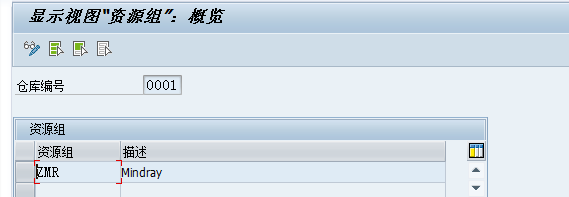 显示视图"资源组": 概览
仓库编号 0001
资源组
资源组 描述
ZMR Mindray